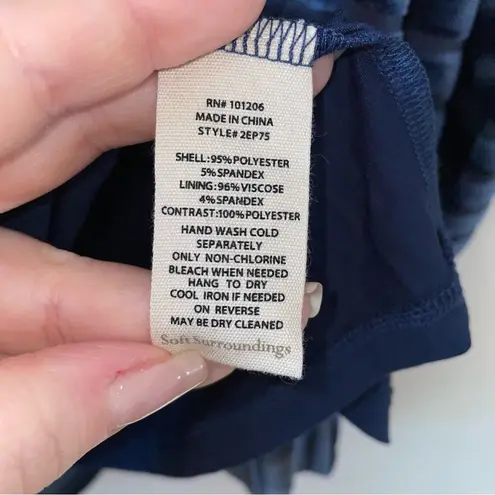 RN# 101206
MADE IN CHINA
STYLE# 2EP75
SHELL:95%POLYESTER
5%SPANDEX
LINING:96%VISCOSE
4%SPANDEX
CONTRAST:100%POLYESTER
HAND WASH COLD
SEPARATELY
ONLY NON-CHLORINE
BLEACH WHEN NEEDED
HANG TO DRY
COOL IRON IF NEEDED
ON REVERSE
MAY BE DRY CLEANED
Soft Surroundings